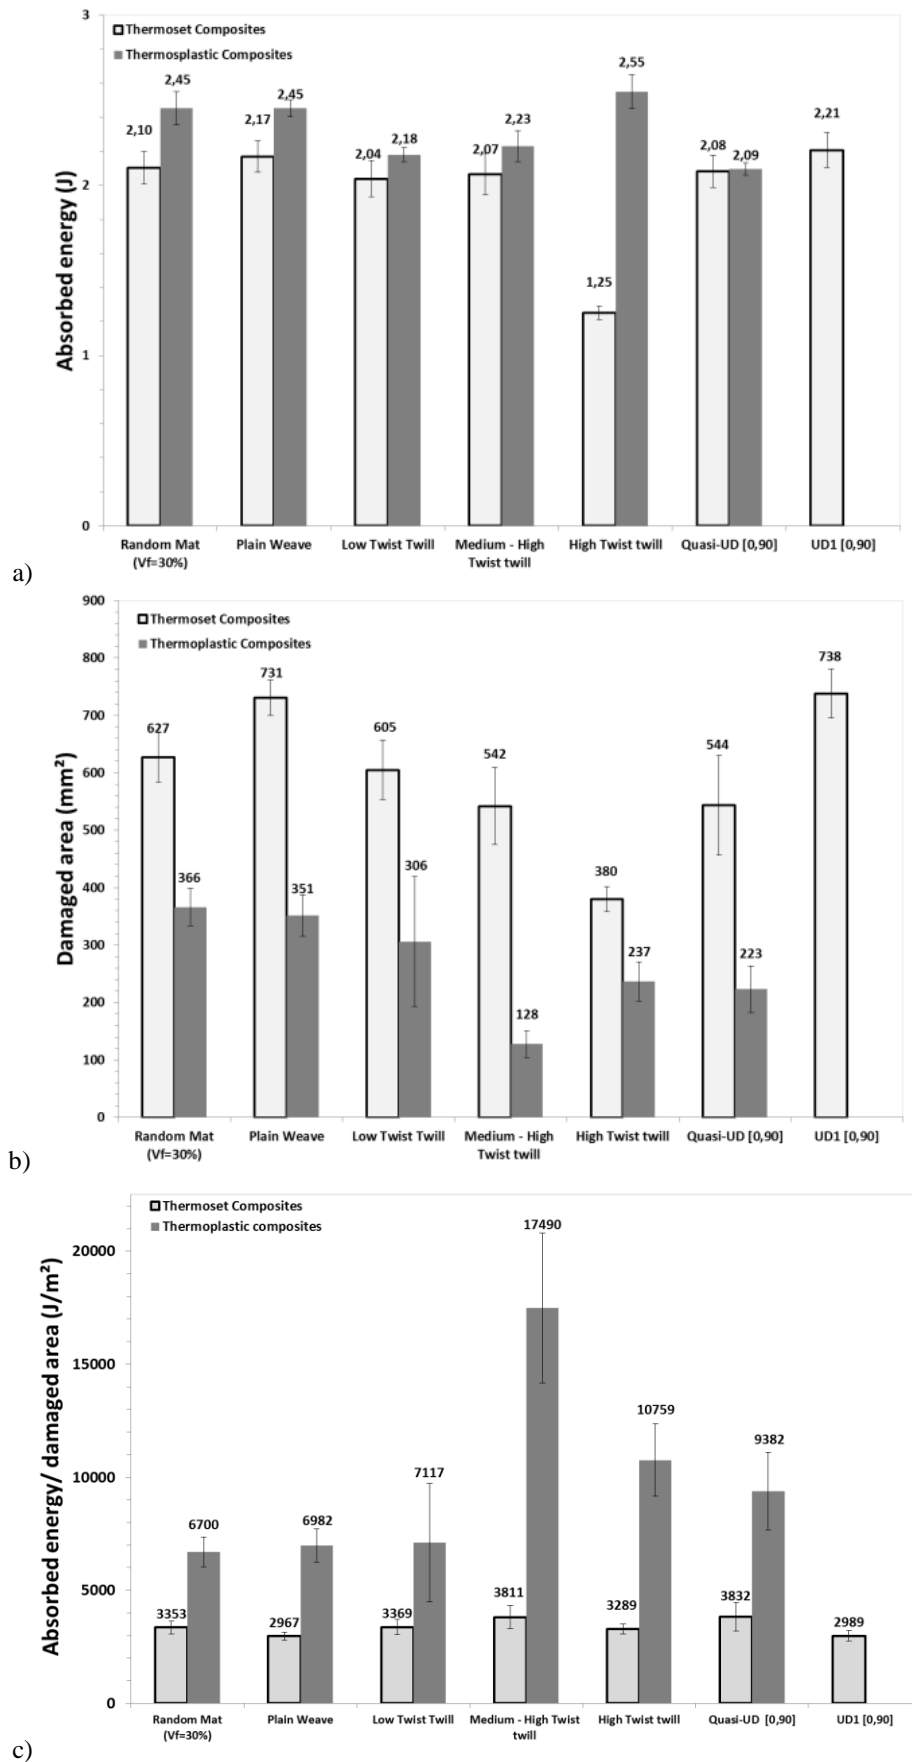 3
Thermoset Composites
Thermosplastic Composites
2,10
2,45
2,17
2,45
2,04
2,18
2,07
2,23
1,25
2,55
2,08
2,09
2,21
2
1
0
Absorbed energy (J)
Random Mat
(Vf=30%)
Plain Weave
Low Twist Twill
Medium - High
Twist twill
High Twist twill
Quasi-UD [0,90]
UD1 [0,90]
a)
900
Thermoset Composites
Thermoplastic Composites
800
700
600
500
400
300
200
100
0
627
366
731
351
605
306
542
128
380
237
544
223
738
Damaged area (mm²)
Random Mat
(Vf=30%)
Plain Weave
Low Twist Twill
Medium - High
Twist twill
High Twist twill
Quasi-UD [0,90]
UD1 [0,90]
b)
Thermoset Composites
Thermoplastic composites
20000
15000
10000
5000
0
3353
6700
2967
6982
3369
7117
3811
17490
3289
10759
3832
9382
2989
Absorbed energy/ damaged area (J/m²)
Random Mat
(Vf=30%)
Plain Weave
Low Twist Twill
Medium - High Twist
twill
High Twist twill
Quasi-UD [0,90]
UD1 [0,90]
c)